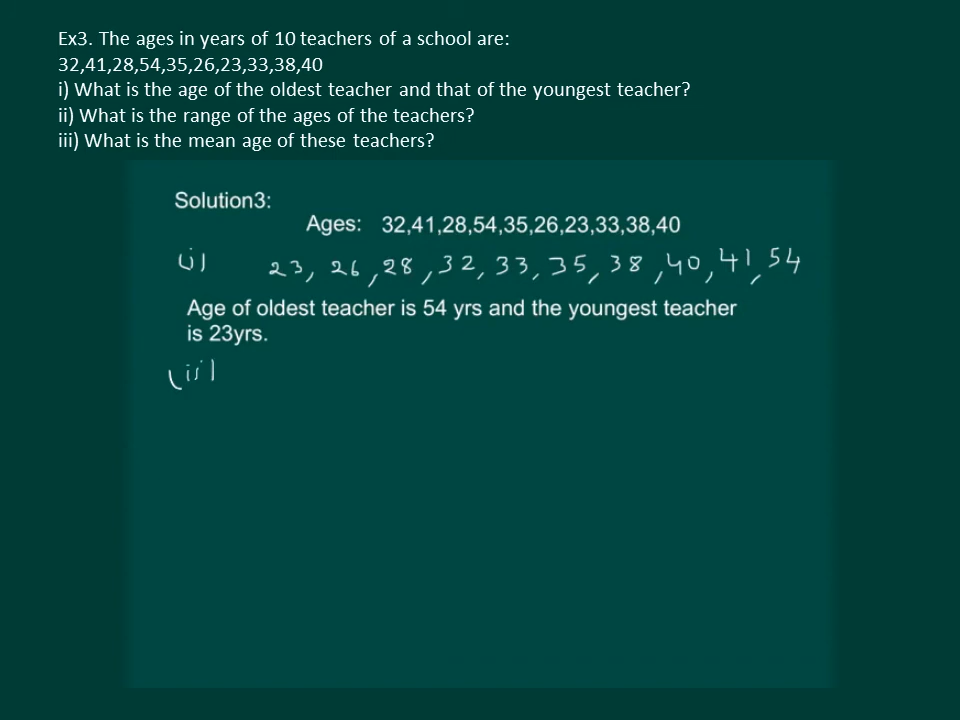 Ex3. The ages in years of 10 teachers of a school are:
32,41,28,54,35,26,23,33,38,40
i) What is the age of the oldest teacher and that of the youngest teacher?
ii) What is the range of the ages of the teachers?
iii) What is the mean age of these teachers?
Solution3:
Ages: 32,41,28,54,35,26,23,33,38,40
(i) 23, 26, 28, 32, 33, 35, 38, 40, 41, 54
Age of oldest teacher is 54 yrs and the youngest teacher
is 23yrs.
(ii)